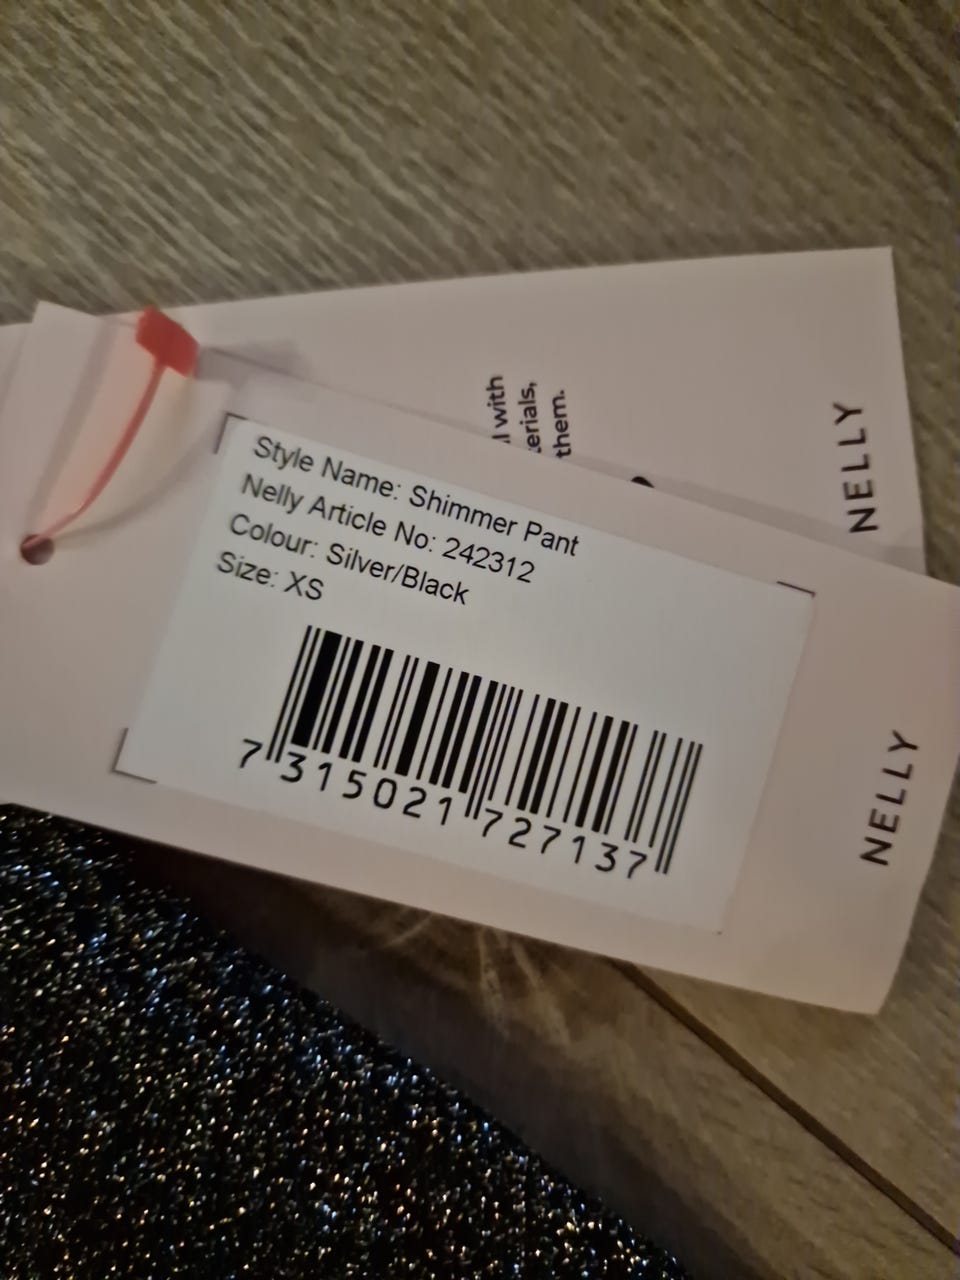 l with
erials,
them.
NELLY
Style Name: Shimmer Pant
Nelly Article No: 242312
Colour: Silver/Black
Size: XS
7 315021 727137
NELLY